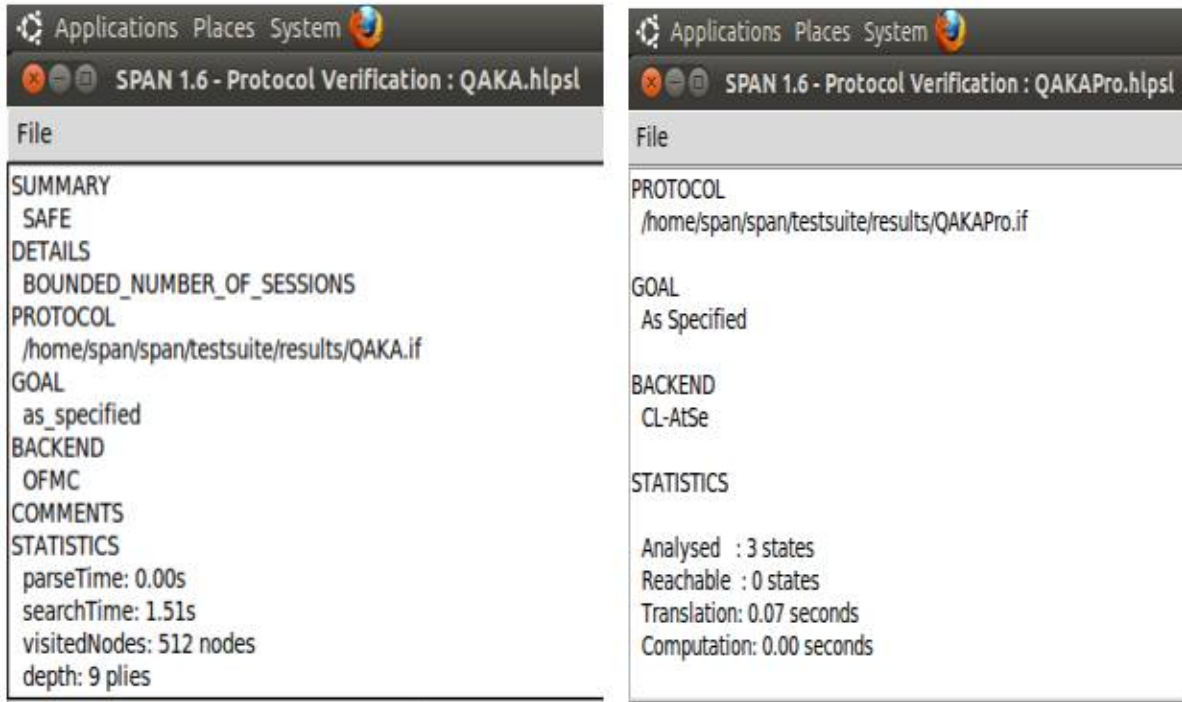 Applications Places System
SPAN 1.6 - Protocol Verification : QAKA.hlpsl
File
SUMMARY
SAFE
DETAILS
BOUNDED_NUMBER_OF_SESSIONS
PROTOCOL
/home/span/span/testsuite/results/QAKA.if
GOAL
as_specified
BACKEND
OFMC
COMMENTS
STATISTICS
parseTime: 0.00s
searchTime: 1.51s
visitedNodes: 512 nodes
depth: 9 plies
Applications Places System
SPAN 1.6 - Protocol Verification : QAKAPro.hlpsl
File
PROTOCOL
/home/span/span/testsuite/results/QAKAPro.if
GOAL
As Specified
BACKEND
CL-AtSe
STATISTICS
Analysed : 3 states
Reachable : 0 states
Translation: 0.07 seconds
Computation: 0.00 seconds